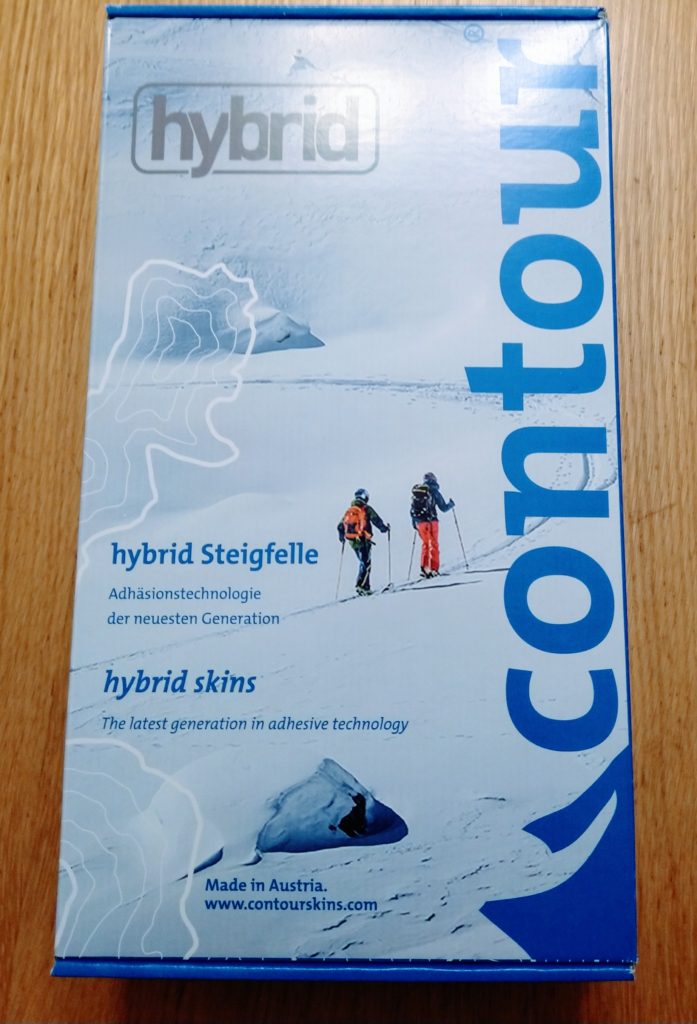 hybrid
contour®
hybrid Steigfelle
Adhäsionstechnologie
der neuesten Generation
hybrid skins
The latest generation in adhesive technology
Made in Austria.
www.contourskins.com